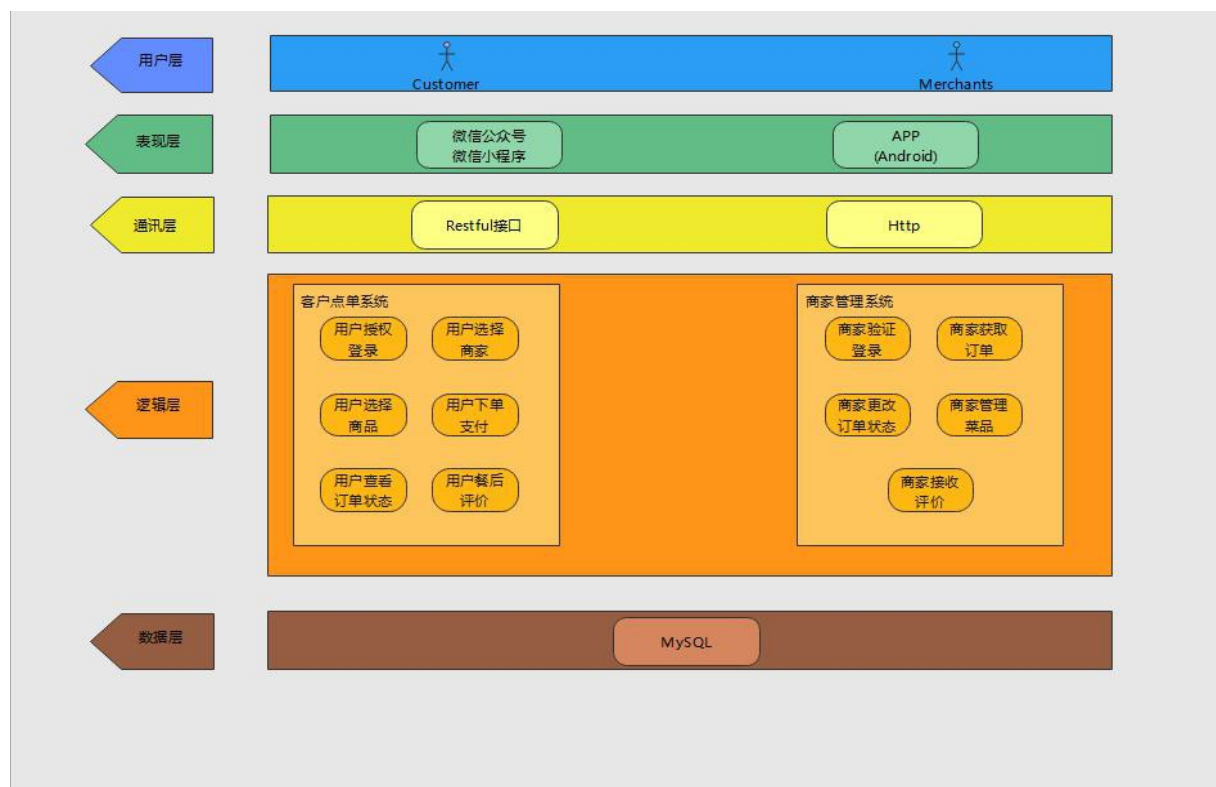 用户层
Customer
Merchants
表现层
微信公众号
微信小程序
APP
(Android)
通讯层
Restful接口
Http
逻辑层
客户点单系统
用户授权
登录
用户选择
商家
用户选择
商品
用户下单
支付
用户查看
订单状态
用户餐后
评价
商家管理系统
商家验证
登录
商家获取
订单
商家更改
订单状态
商家管理
菜品
商家接收
评价
数据层
MySQL